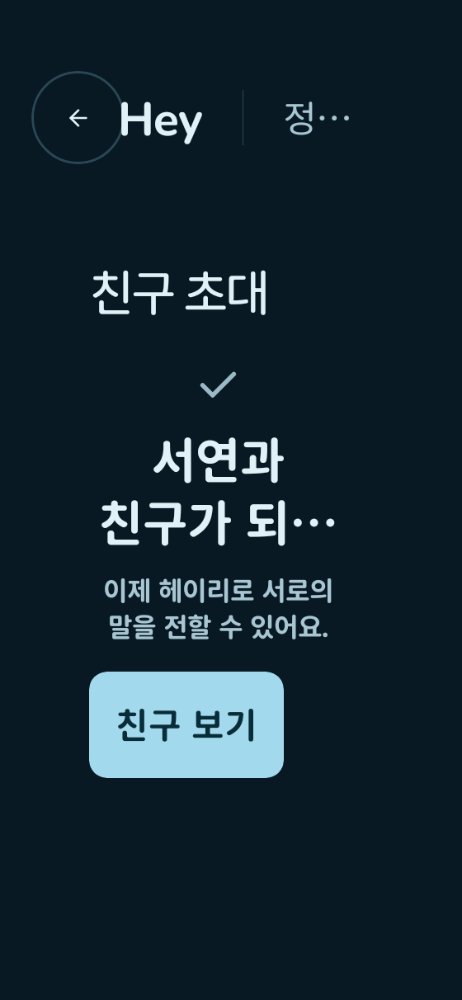 Hey
정…
친구 초대
서연과
친구가 되…
이제 헤이리로 서로의
말을 전할 수 있어요.
친구 보기